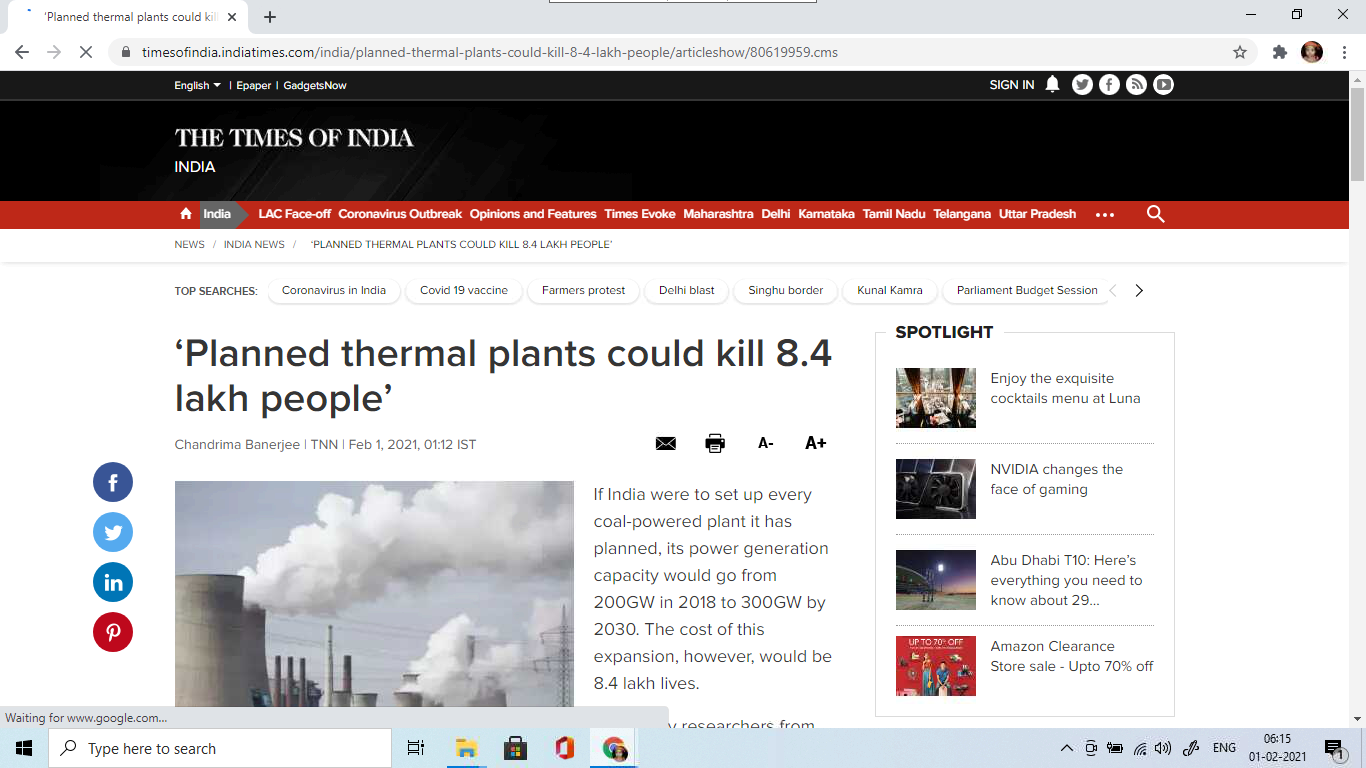 'Planned thermal plants could kill
timesofindia.indiatimes.com/india/planned-thermal-plants-could-kill-8-4-lakh-people/articleshow/80619959.cms
English | Epaper | GadgetsNow
SIGN IN
THE TIMES OF INDIA
INDIA
India LAC Face-off Coronavirus Outbreak Opinions and Features Times Evoke Maharashtra Delhi Karnataka Tamil Nadu Telangana Uttar Pradesh •••
NEWS / INDIA NEWS / 'PLANNED THERMAL PLANTS COULD KILL 8.4 LAKH PEOPLE'
TOP SEARCHES: Coronavirus in India Covid 19 vaccine Farmers protest Delhi blast Singhu border Kunal Kamra Parliament Budget Session
‘Planned thermal plants could kill 8.4
lakh people’
Chandrima Banerjee | TNN | Feb 1, 2021, 01:12 IST
A- A+
If India were to set up every
coal-powered plant it has
planned, its power generation
capacity would go from
200GW in 2018 to 300GW by
2030. The cost of this
expansion, however, would be
8.4 lakh lives.
y researchers from
SPOTLIGHT
Enjoy the exquisite
cocktails menu at Luna
NVIDIA changes the
face of gaming
Abu Dhabi T10: Here’s
everything you need to
know about 29...
UP TO 70% OFF
Amazon Clearance
Store sale - Upto 70% off
Waiting for www.google.com...
Type here to search
ENG
06:15
01-02-2021
1